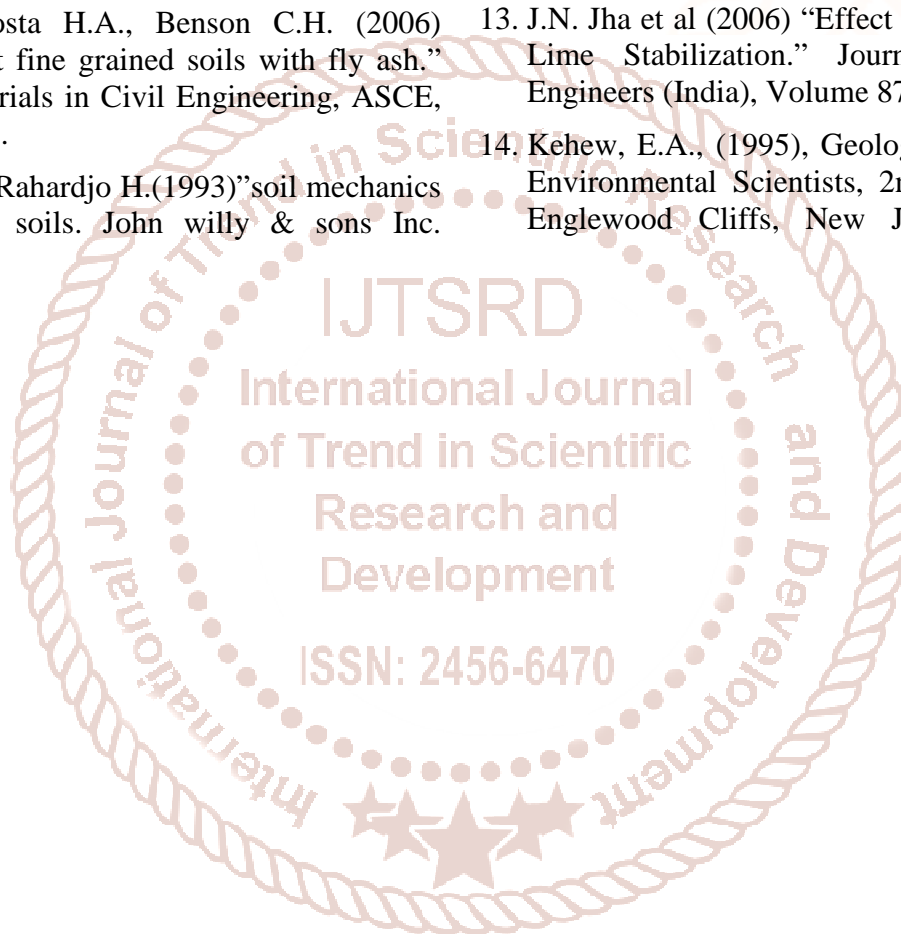 osta H.A., Benson C.H. (2006)
t fine grained soils with fly ash.”
rials in Civil Engineering, ASCE,
.
Rahardjo H.(1993)”soil mechanics
soils. John willy & sons Inc.
13. J.N. Jha et al (2006) “Effect
Lime Stabilization.” Journ
Engineers (India), Volume 87
14. Kehew, E.A., (1995), Geolog
Environmental Scientists, 2n
Englewood Cliffs, New J
International Journal of Trend in Scientific Research and Development
IJTSRD
International Journal
of Trend in Scientific
Research and
Development
ISSN: 2456-6470